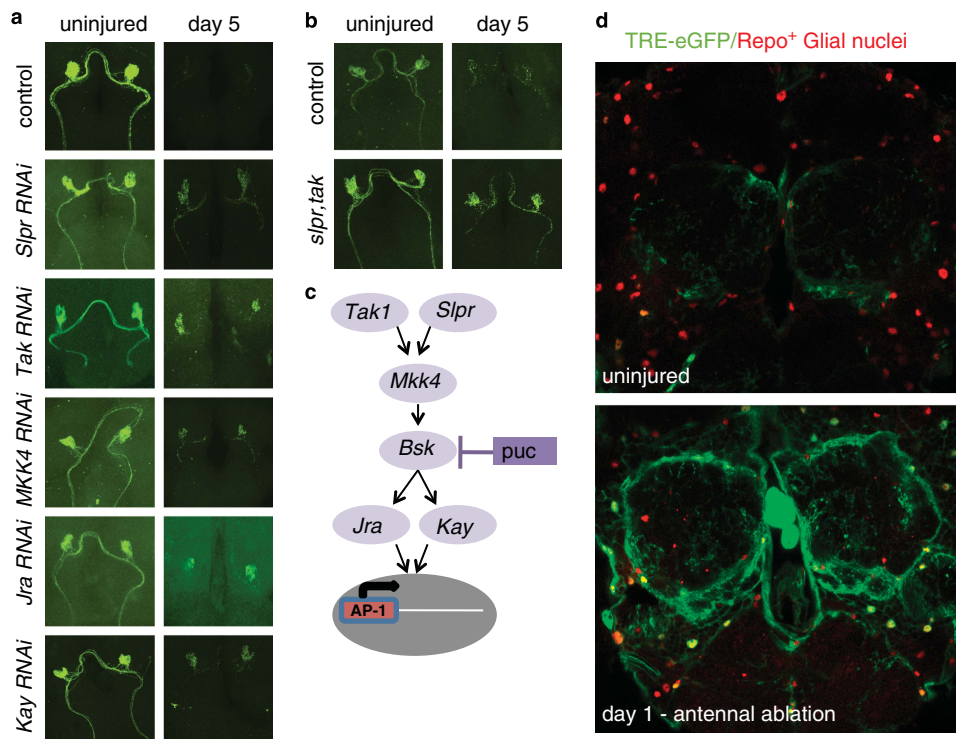 a
uninjured
day 5
control
Slpr RNAi
Tak RNAi
MKK4 RNAi
Jra RNAi
Kay RNAi
b
uninjured
day 5
control
slpr,tak
c
Tak1
Slpr
Mkk4
Bsk
puc
Jra
Kay
AP-1
d
TRE-eGFP/Repo⁺ Glial nuclei
uninjured
day 1 - antennal ablation